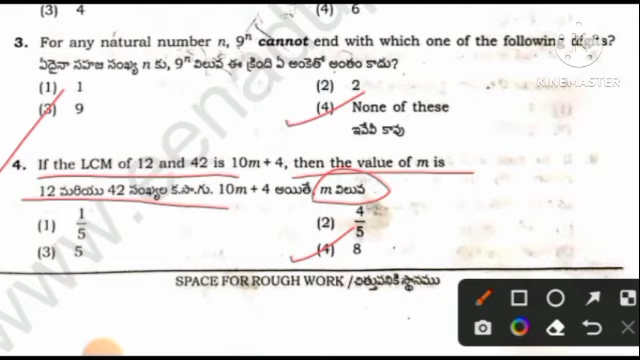 (3) 4 (4) 6
3. For any natural number n, 9ⁿ cannot end with which one of the following digits?
ఏదైనా సహజ సంఖ్య n కు, 9ⁿ విలువ ఈ క్రింది ఏ అంకెతో అంతం కాదు?
(1) 1 (2) 2
(3) 9 (4) None of these
ఇవేవీ కావు
4. If the LCM of 12 and 42 is 10m + 4, then the value of m is
12 మరియు 42 సంఖ్యల క.సా.గు. 10m + 4 అయితే, m విలువ
(1) 1/5 (2) 4/5
(3) 5 (4) 8
SPACE FOR ROUGH WORK / చిత్తుపనికి స్థానము
KINEMASTER